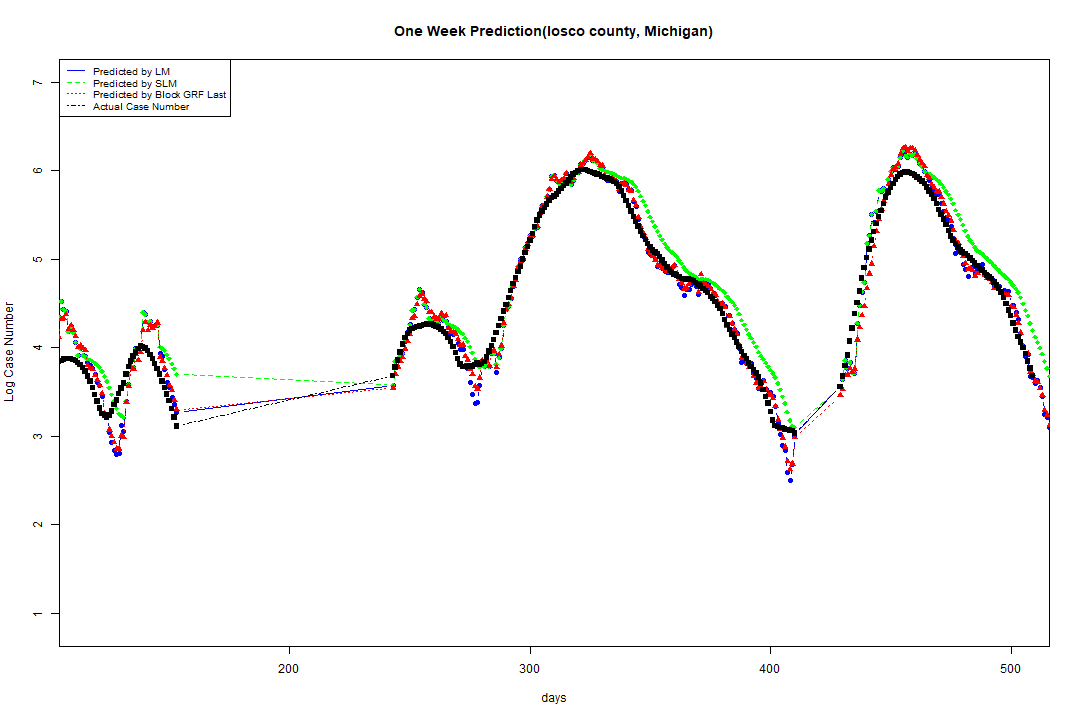 One Week Prediction(Iosco county, Michigan)
Predicted by LM
Predicted by SLM
Predicted by Block GRF Last
Actual Case Number
Log Case Number
7
6
5
4
3
2
1
200
300
400
500
days